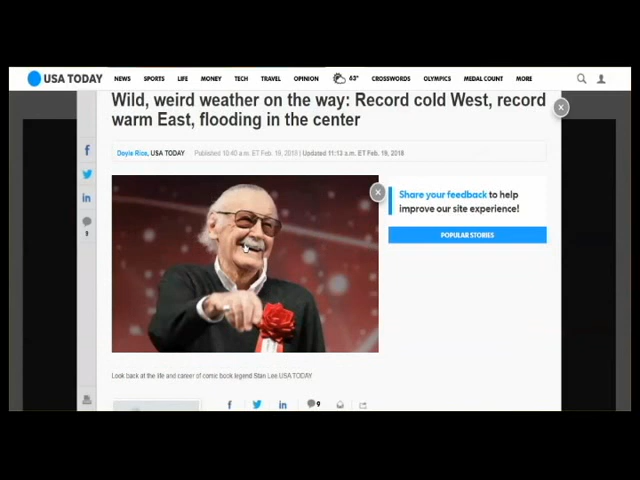 USA TODAY
NEWS SPORTS LIFE MONEY TECH TRAVEL OPINION 63° CROSSWORDS OLYMPICS MEDAL COUNT MORE
Wild, weird weather on the way: Record cold West, record
warm East, flooding in the center
Doyle Rice, USA TODAY Published 10:40 a.m. ET Feb. 19, 2018 | Updated 11:13 a.m. ET Feb. 19, 2018
9
Share your feedback to help
improve our site experience!
POPULAR STORIES
Look back at the life and career of comic book legend Stan Lee USA TODAY
9